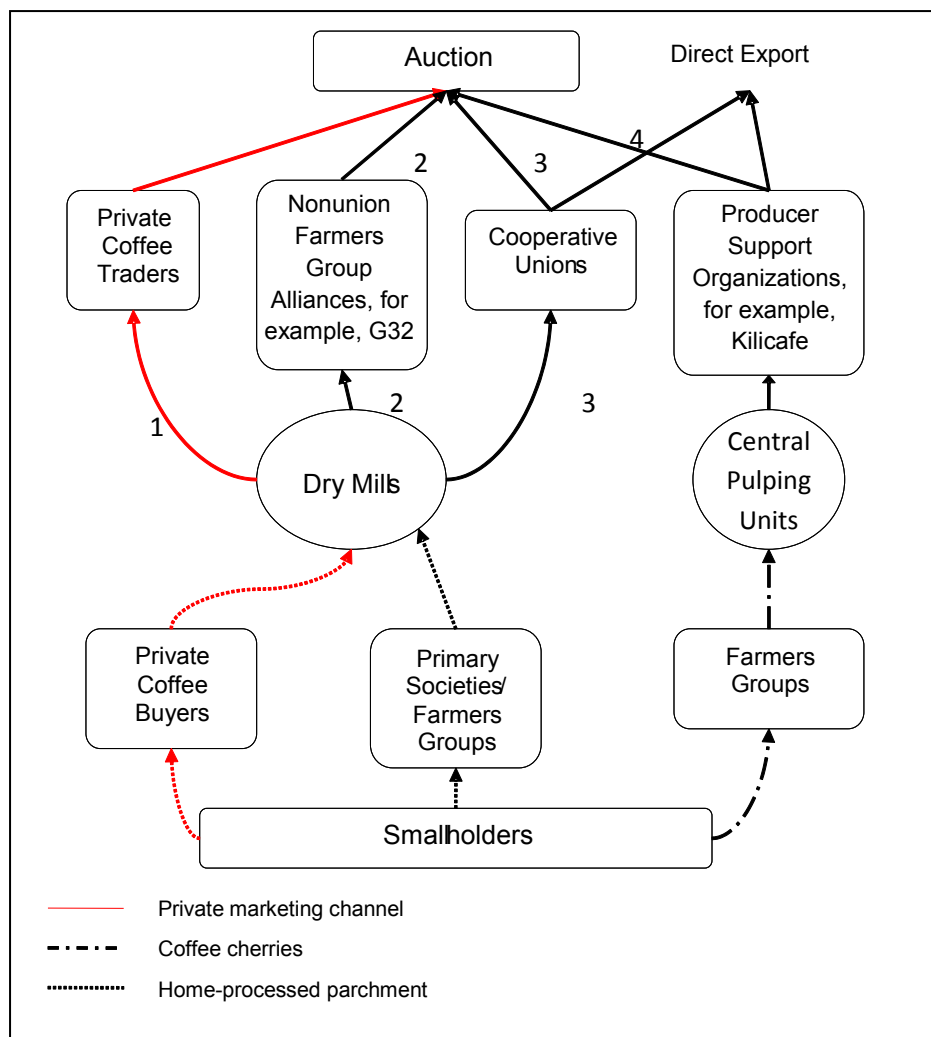 Auction
Direct Export
2
3
4
Private
Coffee
Traders
Nonunion
Farmers
Group
Alliances, for
example, G32
Cooperative
Unions
Producer
Support
Organizations,
for example,
Kilicafe
1
2
3
Dry Mills
Central
Pulping
Units
Private
Coffee
Buyers
Primary
Societies/
Farmers
Groups
Farmers
Groups
Smallholders
Private marketing channel
Coffee cherries
Home-processed parchment